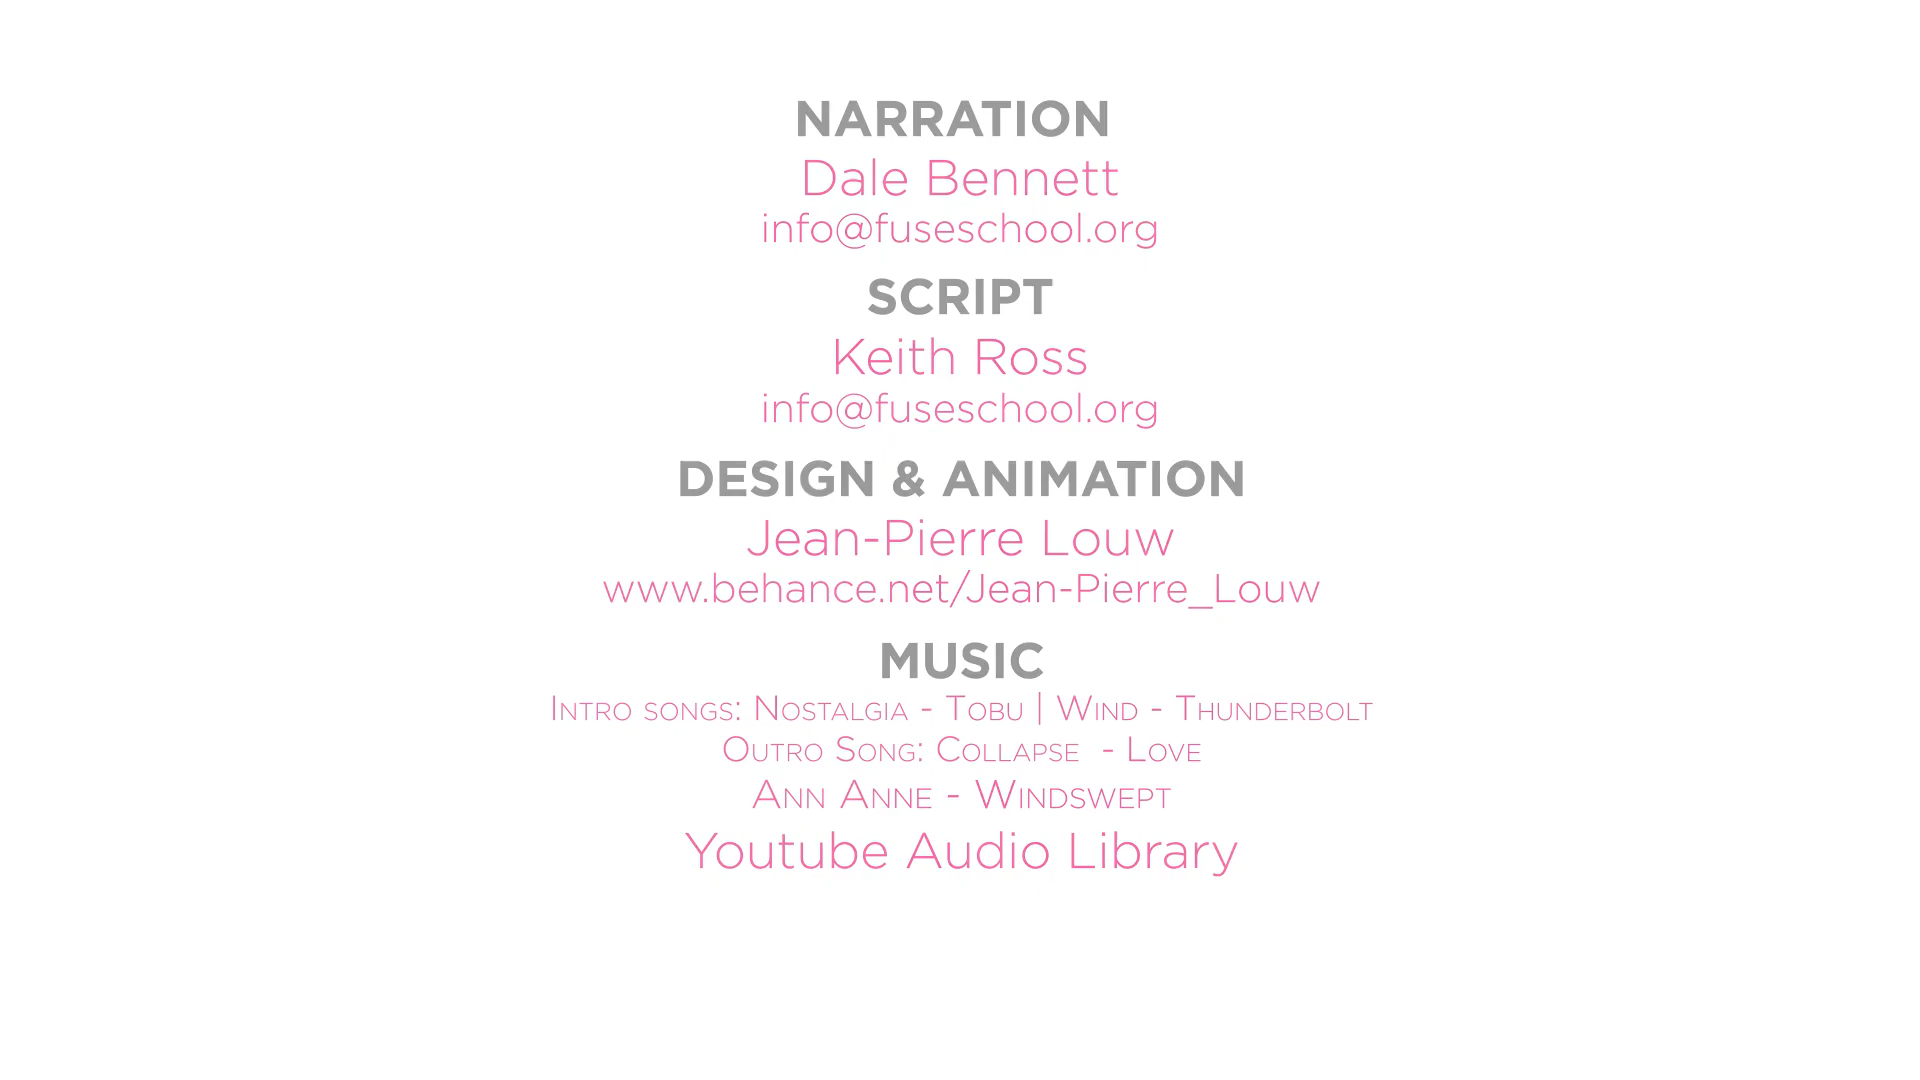 NARRATION
Dale Bennett
info@fuseschool.org
SCRIPT
Keith Ross
info@fuseschool.org
DESIGN & ANIMATION
Jean-Pierre Louw
www.behance.net/Jean-Pierre_Louw
MUSIC
Intro songs: Nostalgia - Tobu | Wind - Thunderbolt
Outro Song: Collapse - Love
Ann Anne - Windswept
Youtube Audio Library